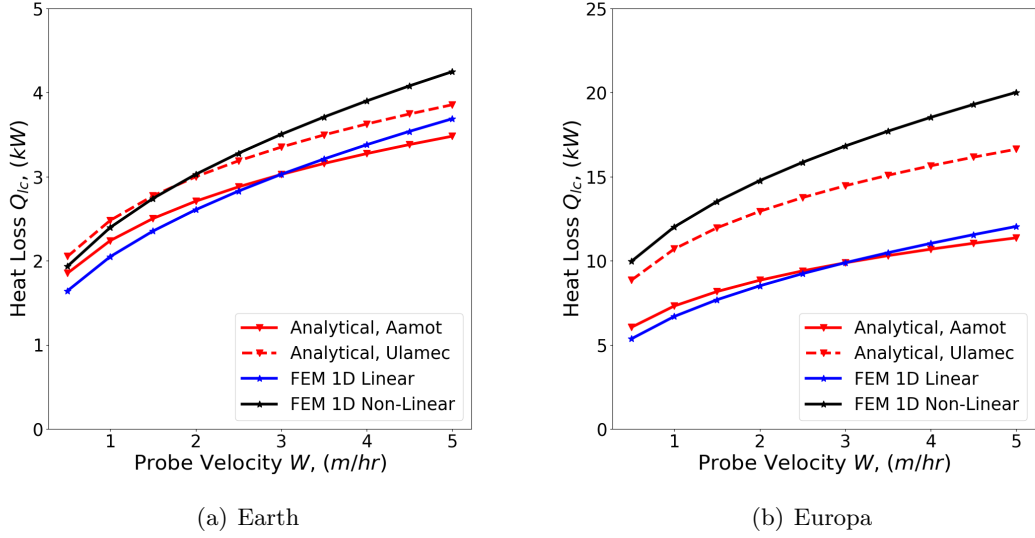 5
4
3
2
1
0
Heat Loss Q_lc, (kW)
1 2 3 4 5
Probe Velocity W, (m/hr)
Analytical, Aamot
Analytical, Ulamec
FEM 1D Linear
FEM 1D Non-Linear
(a) Earth
25
20
15
10
5
0
Heat Loss Q_lc, (kW)
1 2 3 4 5
Probe Velocity W, (m/hr)
Analytical, Aamot
Analytical, Ulamec
FEM 1D Linear
FEM 1D Non-Linear
(b) Europa